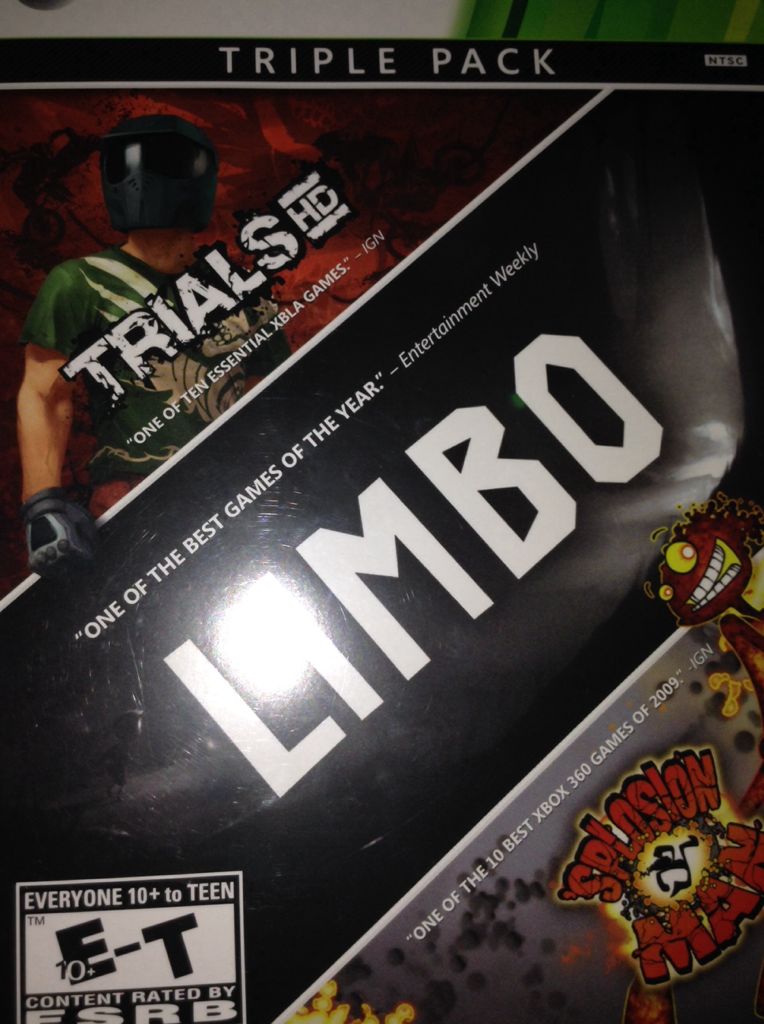 TRIPLE PACK
NTSC
TRIALS HD
"ONE OF TEN ESSENTIAL XBLA GAMES." – IGN
"ONE OF THE BEST GAMES OF THE YEAR." – Entertainment Weekly
LIMBO
"ONE OF THE 10 BEST XBOX 360 GAMES OF 2009." -IGN
'SPLOSION
MAN
EVERYONE 10+ to TEEN
TM
E-T
10+
CONTENT RATED BY
ESRB